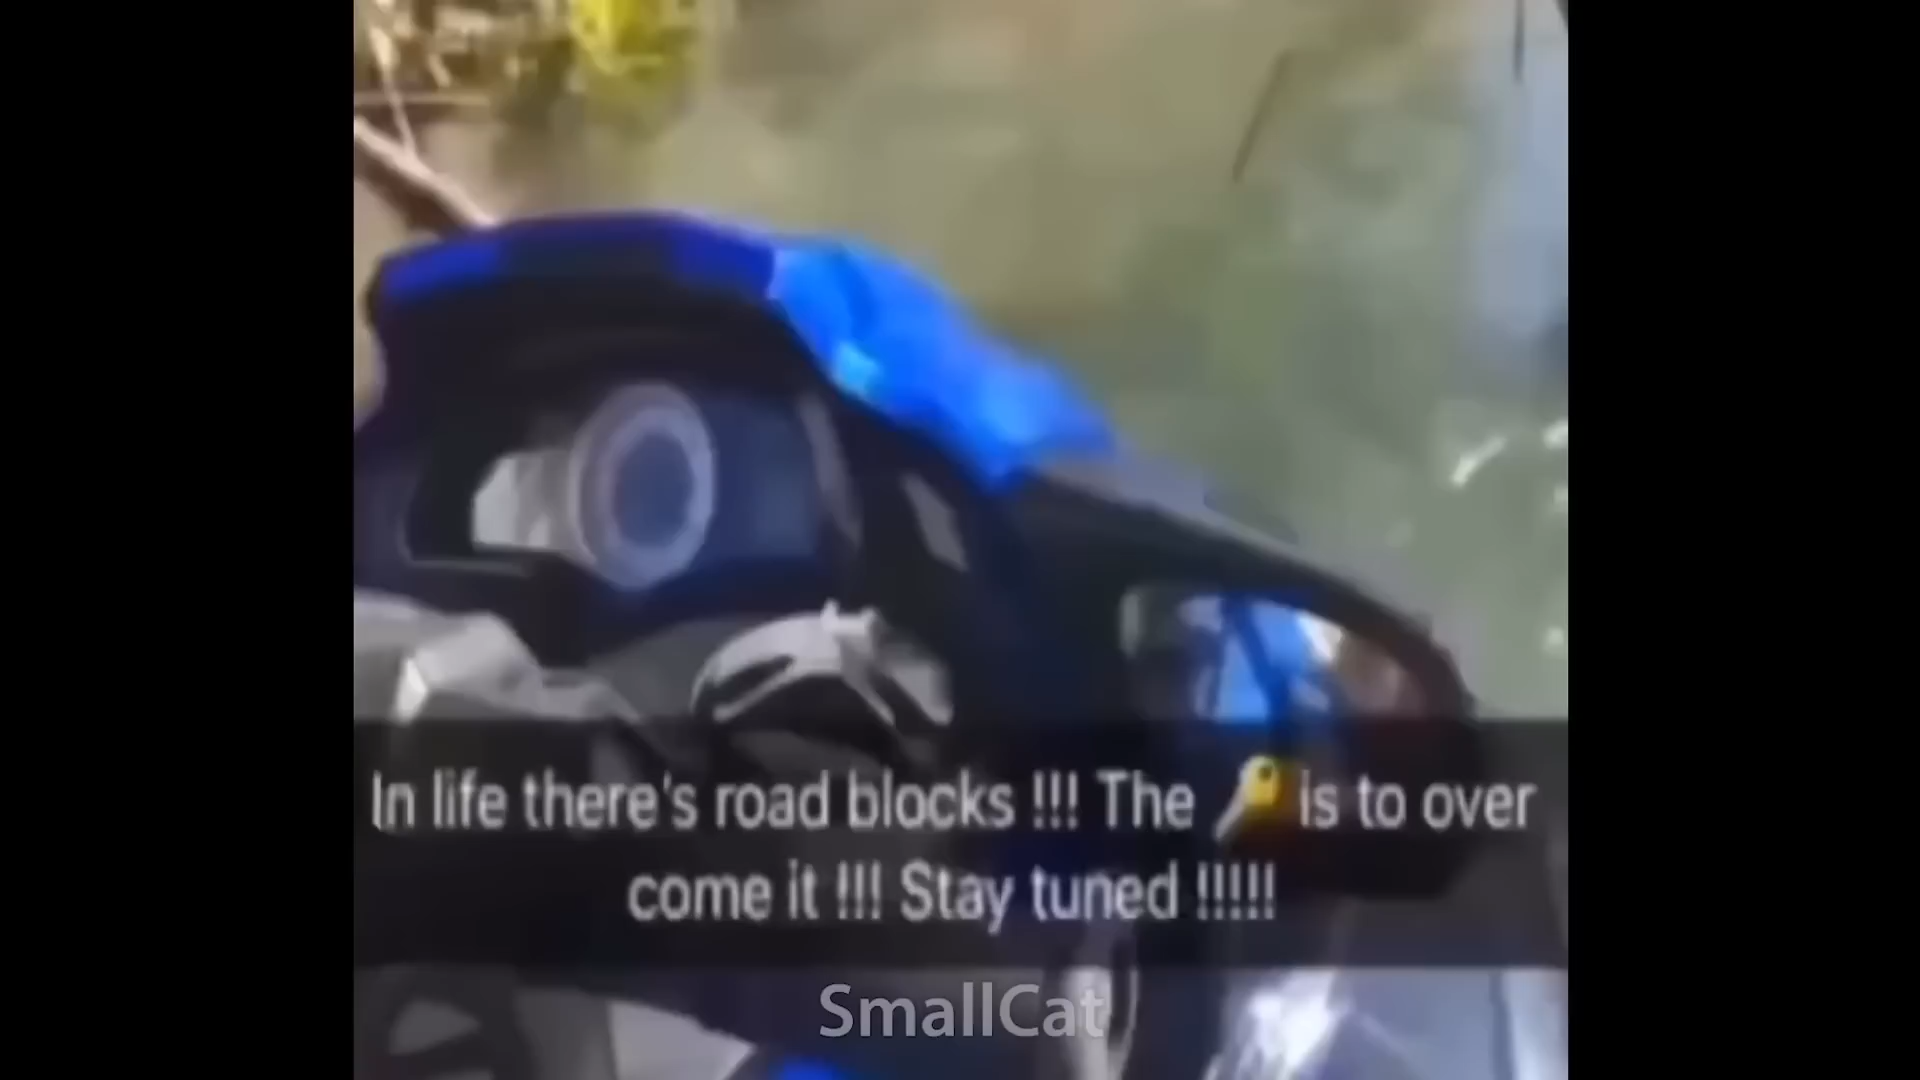 In life there's road blocks !!! The 🔑 is to over
come it !!! Stay tuned !!!!!
SmallCat